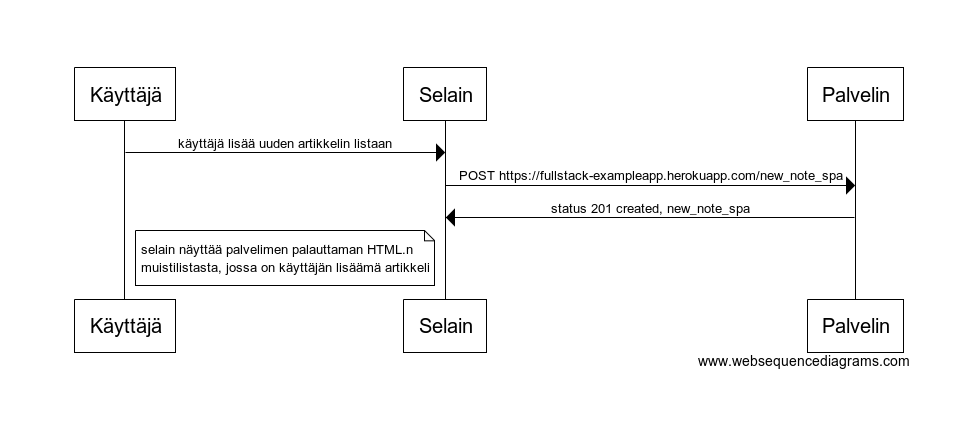 Käyttäjä
Selain
Palvelin
käyttäjä lisää uuden artikkelin listaan
POST https://fullstack-exampleapp.herokuapp.com/new_note_spa
status 201 created, new_note_spa
selain näyttää palvelimen palauttaman HTML.n
muistilistasta, jossa on käyttäjän lisäämä artikkeli
Käyttäjä
Selain
Palvelin
www.websequencediagrams.com